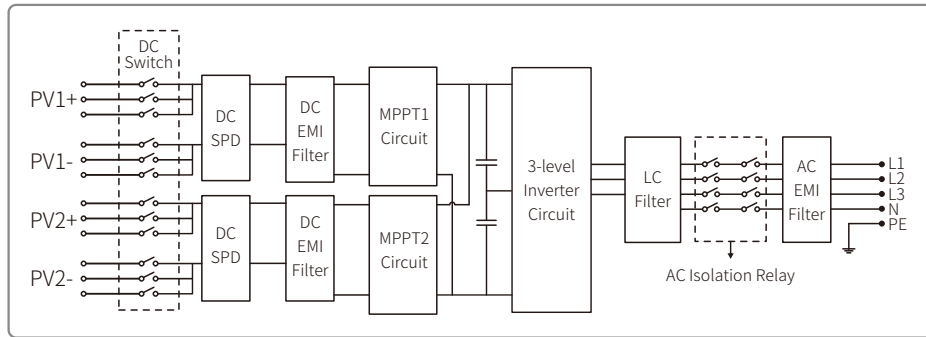 DC
Switch
PV1+
PV1-
PV2+
PV2-
DC
SPD
DC
SPD
DC
EMI
Filter
DC
EMI
Filter
MPPT1
Circuit
MPPT2
Circuit
3-level
Inverter
Circuit
LC
Filter
AC Isolation Relay
AC
EMI
Filter
L1
L2
L3
N
PE